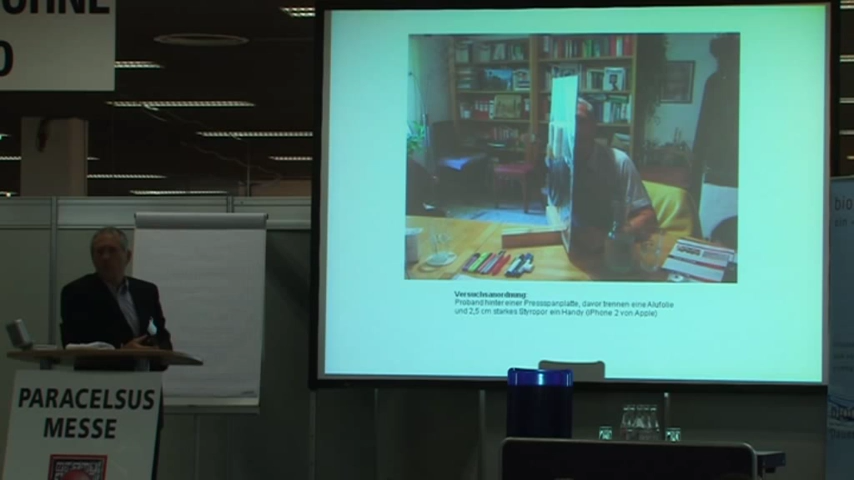 Versuchsanordnung:
Proband hinter einer Pressspanplatte, davor trennen eine Alufolie
und 2,5 cm starkes Styropor ein Handy (iPhone 2 von Apple)
PARACELSUS
MESSE